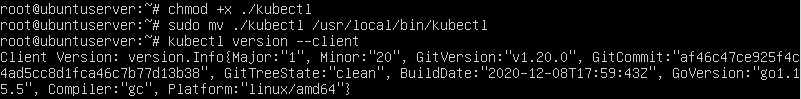 root@ubuntuserver:~# chmod +x ./kubectl
root@ubuntuserver:~# sudo mv ./kubectl /usr/local/bin/kubectl
root@ubuntuserver:~# kubectl version --client
Client Version: version.Info{Major:"1", Minor:"20", GitVersion:"v1.20.0", GitCommit:"af46c47ce925f4c
4ad5cc8d1fca46c7b77d13b38", GitTreeState:"clean", BuildDate:"2020-12-08T17:59:43Z", GoVersion:"go1.1
5.5", Compiler:"gc", Platform:"linux/amd64"}